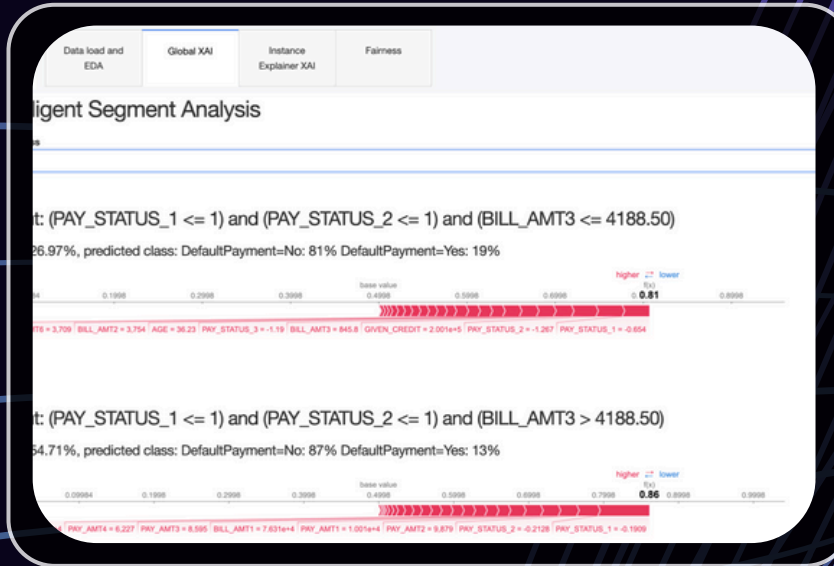 Data load and EDA
Global XAI
Instance Explainer XAI
Fairness
ligent Segment Analysis
t: (PAY_STATUS_1 <= 1) and (PAY_STATUS_2 <= 1) and (BILL_AMT3 <= 4188.50)
26.97%, predicted class: DefaultPayment=No: 81% DefaultPayment=Yes: 19%
higher ⇄ lower
base value f(x)
0.1998 0.2998 0.3998 0.4998 0.5998 0.6998 0.81 0.8998
MT6 = 3,709 BILL_AMT2 = 3,754 AGE = 36.23 PAY_STATUS_3 = -1.19 BILL_AMT3 = 845.8 GIVEN_CREDIT = 2.001e+5 PAY_STATUS_2 = -1.267 PAY_STATUS_1 = -0.654
t: (PAY_STATUS_1 <= 1) and (PAY_STATUS_2 <= 1) and (BILL_AMT3 > 4188.50)
54.71%, predicted class: DefaultPayment=No: 87% DefaultPayment=Yes: 13%
higher ⇄ lower
base value f(x)
0.09984 0.1998 0.2998 0.3998 0.4998 0.5998 0.6998 0.7998 0.86 0.8998 0.9998
4 PAY_AMT4 = 6,227 PAY_AMT3 = 8,595 BILL_AMT1 = 7.631e+4 PAY_AMT1 = 1.001e+4 PAY_AMT2 = 9,879 PAY_STATUS_2 = -0.2128 PAY_STATUS_1 = -0.1909